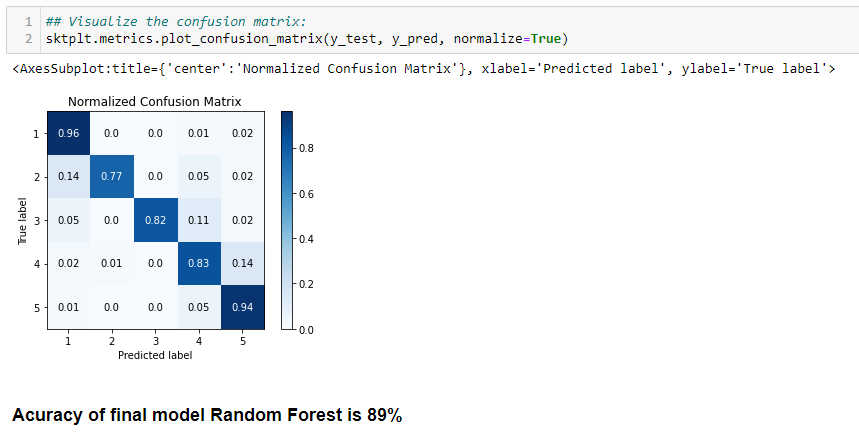 1 ## Visualize the confusion matrix:
2 sktplt.metrics.plot_confusion_matrix(y_test, y_pred, normalize=True)
<AxesSubplot:title={'center':'Normalized Confusion Matrix'}, xlabel='Predicted label', ylabel='True label'>
Normalized Confusion Matrix
1 0.96 0.0 0.0 0.01 0.02
0.8
2 0.14 0.77 0.0 0.05 0.02
0.6
True label
3 0.05 0.0 0.82 0.11 0.02
0.4
4 0.02 0.01 0.0 0.83 0.14
0.2
5 0.01 0.0 0.0 0.05 0.94
0.0
1 2 3 4 5
Predicted label
Acuracy of final model Random Forest is 89%